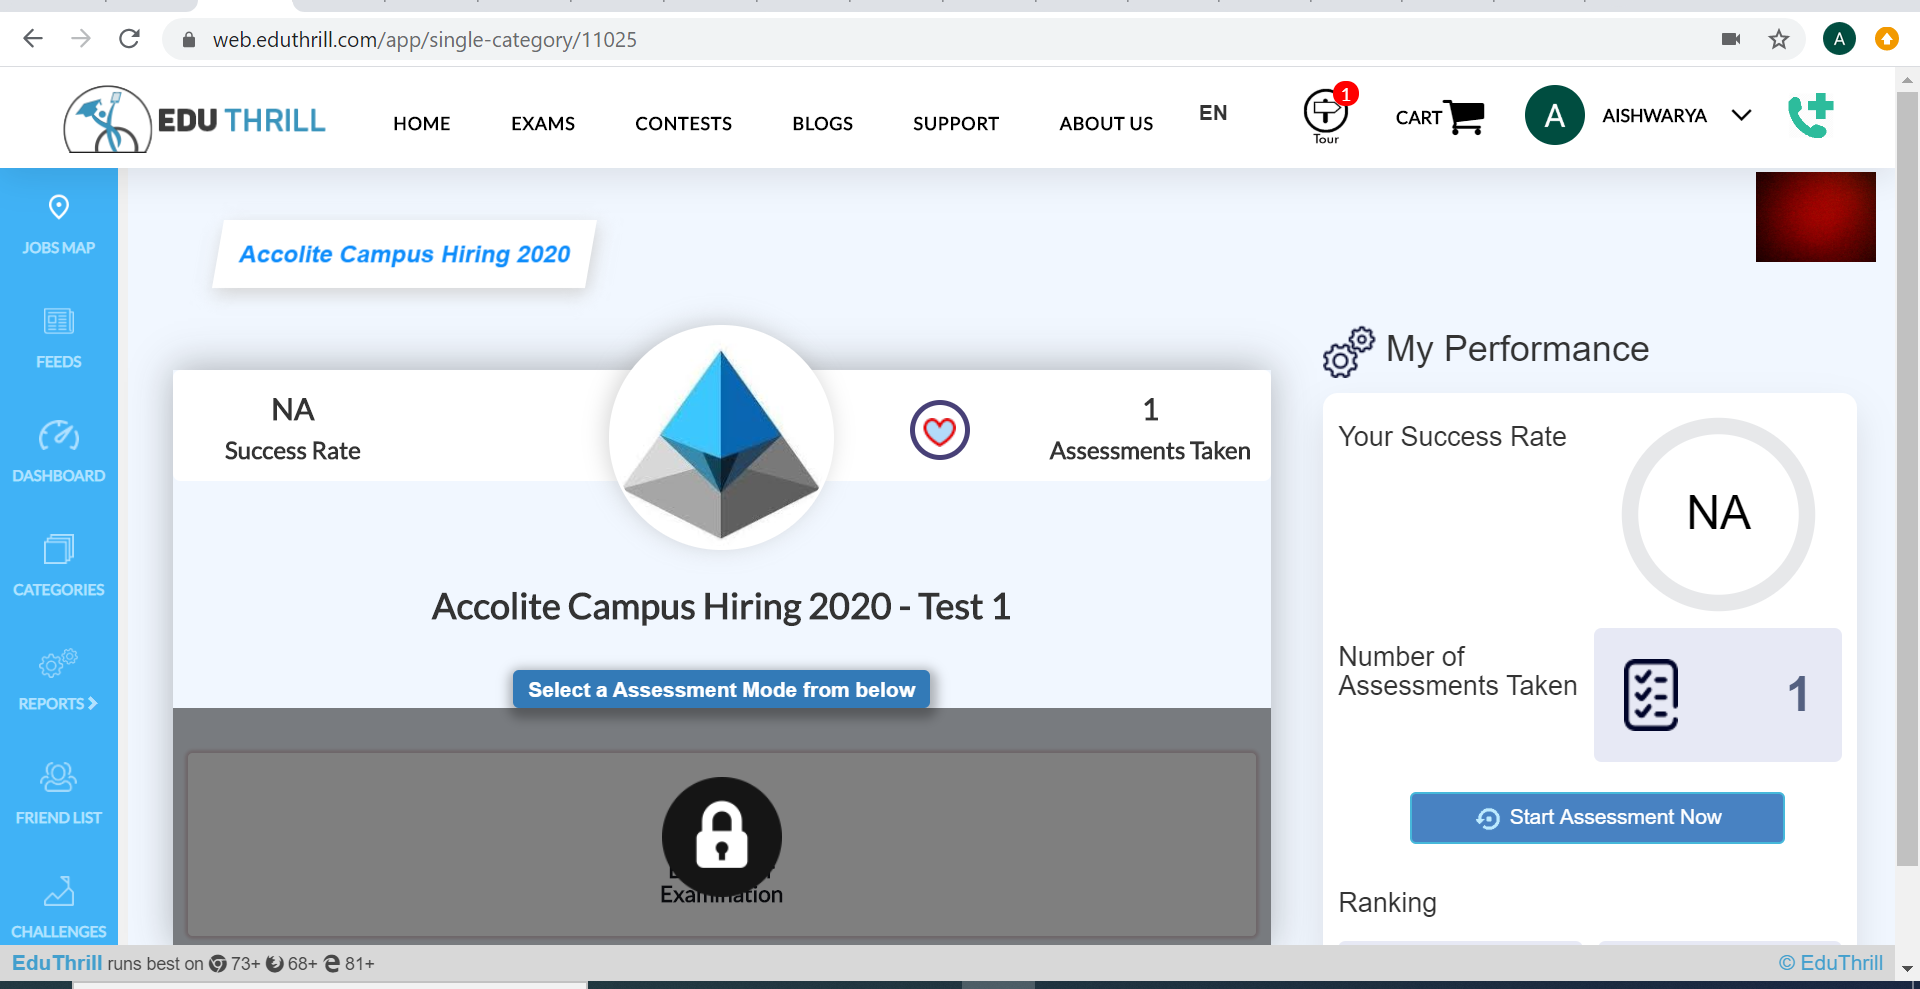 web.eduthrill.com/app/single-category/11025
A
EDU THRILL
HOME
EXAMS
CONTESTS
BLOGS
SUPPORT
ABOUT US
EN
1
Tour
CART
A
AISHWARYA
JOBS MAP
FEEDS
DASHBOARD
CATEGORIES
REPORTS
FRIEND LIST
CHALLENGES
Accolite Campus Hiring 2020
NA
Success Rate
1
Assessments Taken
Accolite Campus Hiring 2020 - Test 1
Select a Assessment Mode from below
Examination
My Performance
Your Success Rate
NA
Number of
Assessments Taken
1
Start Assessment Now
Ranking
EduThrill runs best on 73+ 68+ 81+
© EduThrill